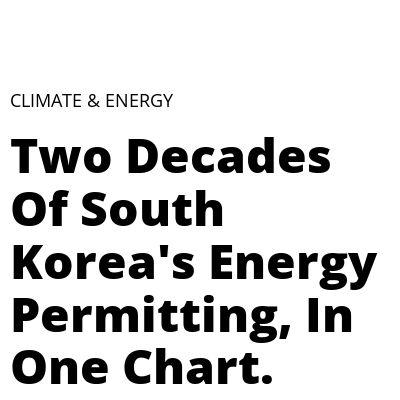 CLIMATE & ENERGY
Two Decades
Of South
Korea's Energy
Permitting, In
One Chart.